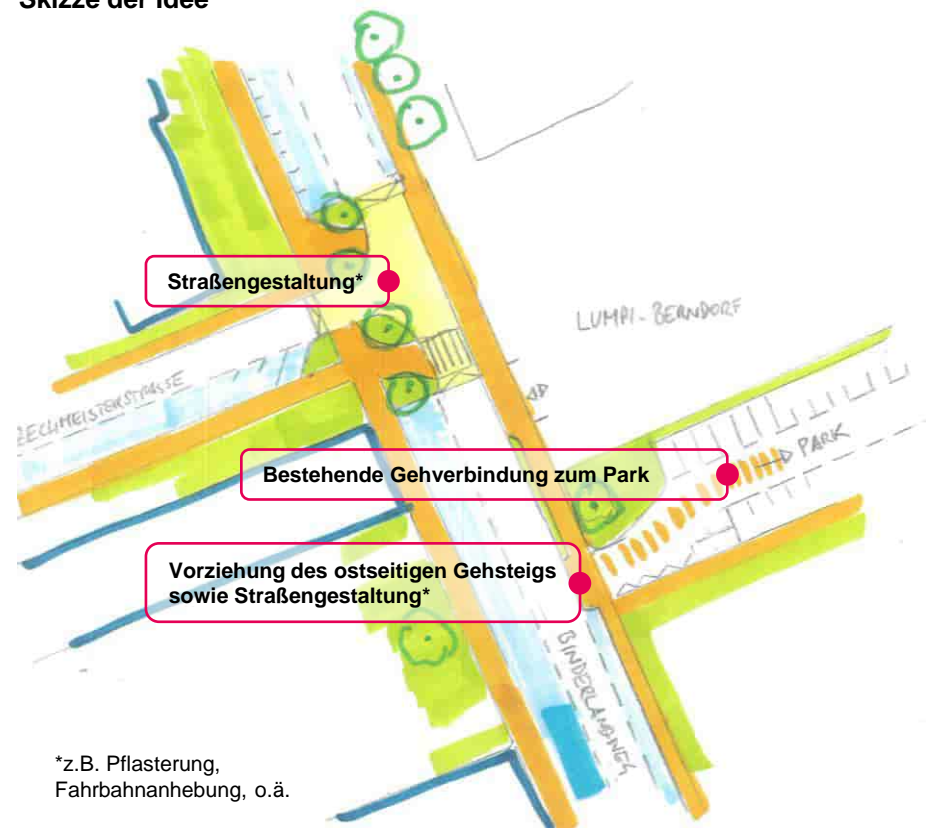 Skizze der Idee
Straßengestaltung*
LUMPI-BERNDORF
ZECHMEISTERSTRASSE
PARK
Bestehende Gehverbindung zum Park
Vorziehung des ostseitigen Gehsteigs
sowie Straßengestaltung*
BINDERLANDWEG
*z.B. Pflasterung,
Fahrbahnanhebung, o.ä.